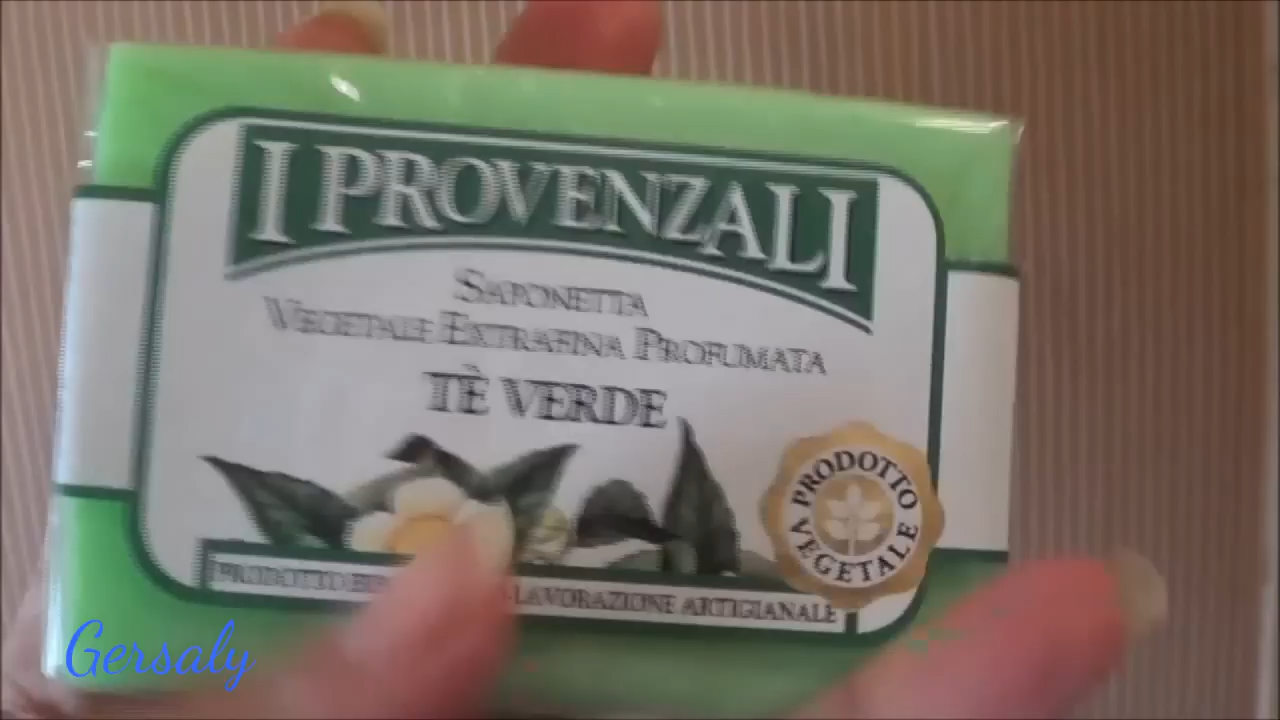 I PROVENZALI
SAPONETTA
VEGETALE EXTRAFINA PROFUMATA
TÈ VERDE
PRODOTTO VEGETALE
PRODOTTO
LAVORAZIONE ARTIGIANALE
Gersaly